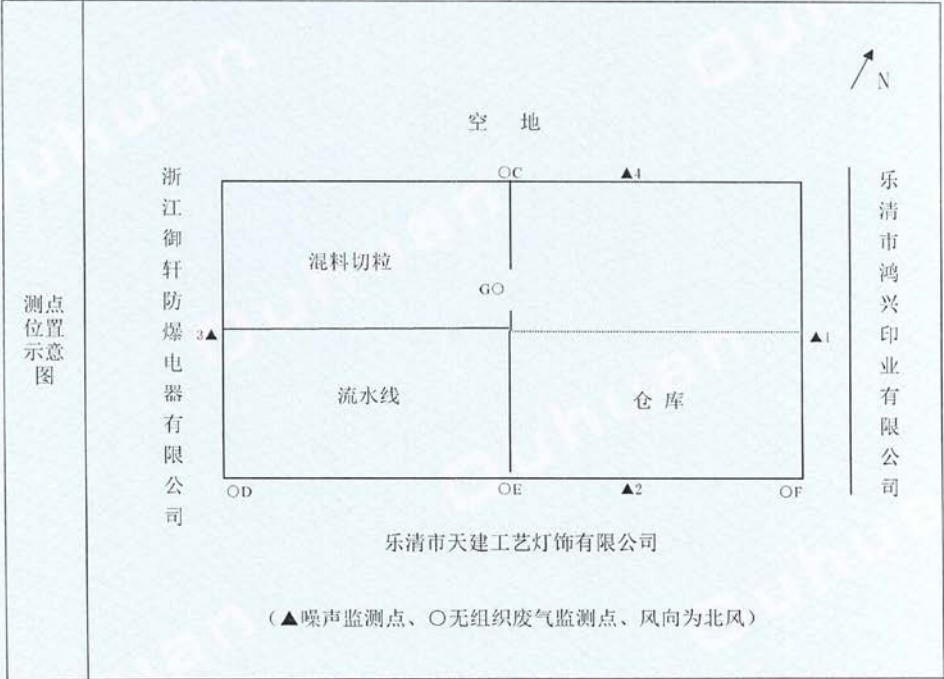 测点
位置
示意
图
N
空 地
○C
▲4
浙江御轩防爆电器有限公司
乐清市鸿兴印业有限公司
混料切粒
G○
3▲
▲1
流水线
仓 库
○D
○E
▲2
○F
乐清市天建工艺灯饰有限公司
(▲噪声监测点、○无组织废气监测点、风向为北风)